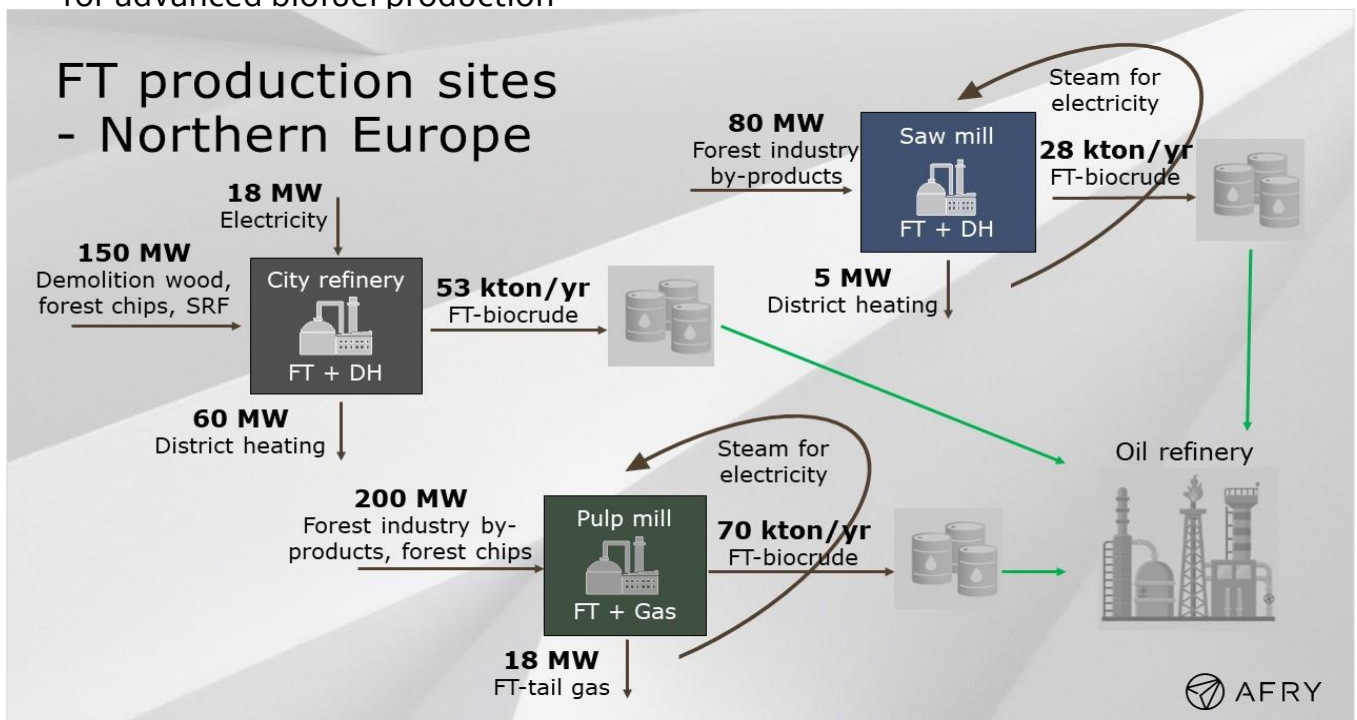 for advanced biofuel production
FT production sites
- Northern Europe
18 MW
Electricity
150 MW
Demolition wood,
forest chips, SRF
City refinery
FT + DH
53 kton/yr
FT-biocrude
60 MW
District heating
80 MW
Forest industry
by-products
Saw mill
FT + DH
Steam for
electricity
28 kton/yr
FT-biocrude
5 MW
District heating
200 MW
Forest industry by-
products, forest chips
Pulp mill
FT + Gas
Steam for
electricity
70 kton/yr
FT-biocrude
18 MW
FT-tail gas
Oil refinery
AFRY